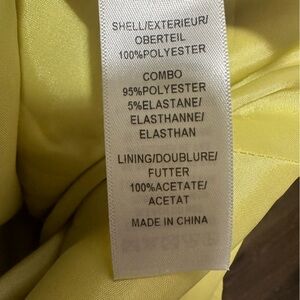 SHELL/EXTERIEUR/
OBERTEIL
100%POLYESTER
COMBO
95%POLYESTER
5%ELASTANE/
ELASTHANNE/
ELASTHAN
LINING/DOUBLURE/
FUTTER
100%ACETATE/
ACETAT
MADE IN CHINA